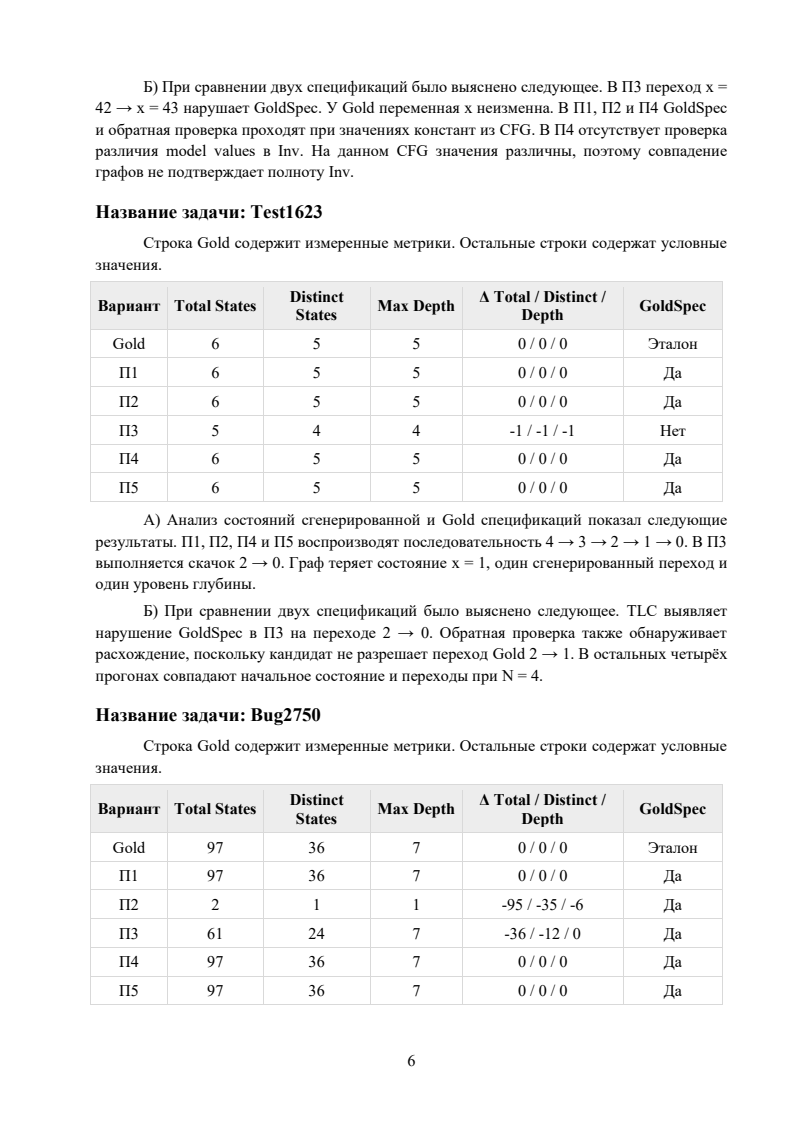 Б) При сравнении двух спецификаций было выяснено следующее. В П3 переход x =
42 → x = 43 нарушает GoldSpec. У Gold переменная x неизменна. В П1, П2 и П4 GoldSpec
и обратная проверка проходят при значениях констант из CFG. В П4 отсутствует проверка
различия model values в Inv. На данном CFG значения различны, поэтому совпадение
графов не подтверждает полноту Inv.
Название задачи: Test1623
Строка Gold содержит измеренные метрики. Остальные строки содержат условные
значения.
Вариант Total States Distinct States Max Depth Δ Total / Distinct / Depth GoldSpec
Gold 6 5 5 0 / 0 / 0 Эталон
П1 6 5 5 0 / 0 / 0 Да
П2 6 5 5 0 / 0 / 0 Да
П3 5 4 4 -1 / -1 / -1 Нет
П4 6 5 5 0 / 0 / 0 Да
П5 6 5 5 0 / 0 / 0 Да
А) Анализ состояний сгенерированной и Gold спецификаций показал следующие
результаты. П1, П2, П4 и П5 воспроизводят последовательность 4 → 3 → 2 → 1 → 0. В П3
выполняется скачок 2 → 0. Граф теряет состояние x = 1, один сгенерированный переход и
один уровень глубины.
Б) При сравнении двух спецификаций было выяснено следующее. TLC выявляет
нарушение GoldSpec в П3 на переходе 2 → 0. Обратная проверка также обнаруживает
расхождение, поскольку кандидат не разрешает переход Gold 2 → 1. В остальных четырёх
прогонах совпадают начальное состояние и переходы при N = 4.
Название задачи: Bug2750
Строка Gold содержит измеренные метрики. Остальные строки содержат условные
значения.
Вариант Total States Distinct States Max Depth Δ Total / Distinct / Depth GoldSpec
Gold 97 36 7 0 / 0 / 0 Эталон
П1 97 36 7 0 / 0 / 0 Да
П2 2 1 1 -95 / -35 / -6 Да
П3 61 24 7 -36 / -12 / 0 Да
П4 97 36 7 0 / 0 / 0 Да
П5 97 36 7 0 / 0 / 0 Да
6